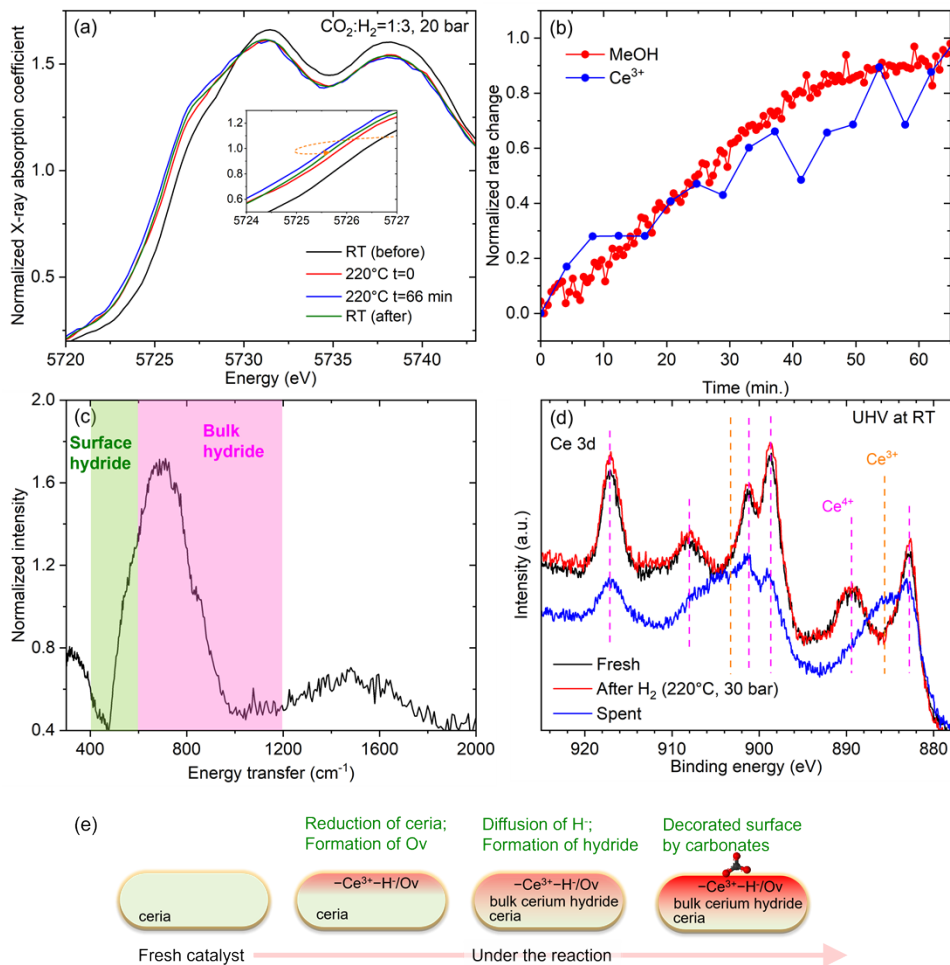 (a)
CO₂:H₂=1:3, 20 bar
Normalized X-ray absorption coefficient
1.5
1.0
0.5
1.2
1.0
0.8
0.6
5724 5725 5726 5727
RT (before)
220°C t=0
220°C t=66 min
RT (after)
5720 5725 5730 5735 5740
Energy (eV)
(b)
MeOH
Ce³⁺
Normalized rate change
1.0
0.8
0.6
0.4
0.2
0.0
0 10 20 30 40 50 60
Time (min.)
(c)
Surface
hydride
Bulk
hydride
Normalized intensity
2.0
1.6
1.2
0.8
0.4
400 800 1200 1600 2000
Energy transfer (cm⁻¹)
(d)
UHV at RT
Ce 3d
Ce³⁺
Ce⁴⁺
Intensity (a.u.)
Fresh
After H₂ (220°C, 30 bar)
Spent
920 910 900 890 880
Binding energy (eV)
(e)
Reduction of ceria;
Formation of Ov
Diffusion of H⁻;
Formation of hydride
Decorated surface
by carbonates
ceria
−Ce³⁺−H⁻/Ov
ceria
−Ce³⁺−H⁻/Ov
bulk cerium hydride
ceria
−Ce³⁺−H⁻/Ov
bulk cerium hydride
ceria
Fresh catalyst
Under the reaction